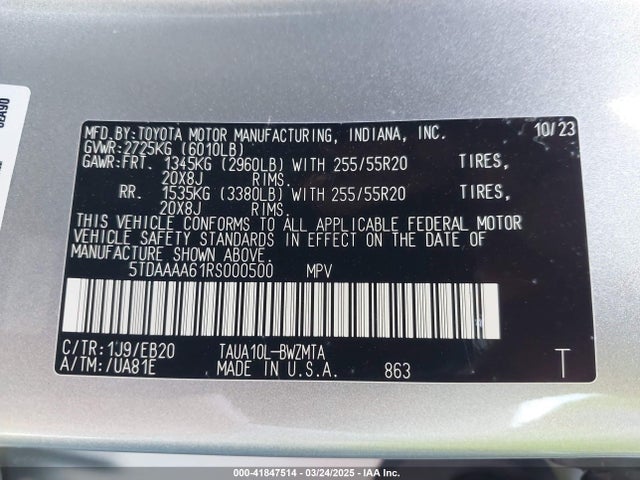 MFD.BY:TOYOTA MOTOR MANUFACTURING, INDIANA, INC. 10/23
GVWR:2725KG (6010LB)
GAWR:FRT. 1345KG (2960LB) WITH 255/55R20 TIRES,
20X8J RIMS.
RR. 1535KG (3380LB) WITH 255/55R20 TIRES,
20X8J RIMS.
THIS VEHICLE CONFORMS TO ALL APPLICABLE FEDERAL MOTOR
VEHICLE SAFETY STANDARDS IN EFFECT ON THE DATE OF
MANUFACTURE SHOWN ABOVE.
5TDAAAA61RS000500 MPV
C/TR:1J9/EB20 TAUA10L-BWZMTA
A/TM:/UA81E MADE IN U.S.A. 863 T
000-41847514 | 03/24/2025 | IAA Inc.